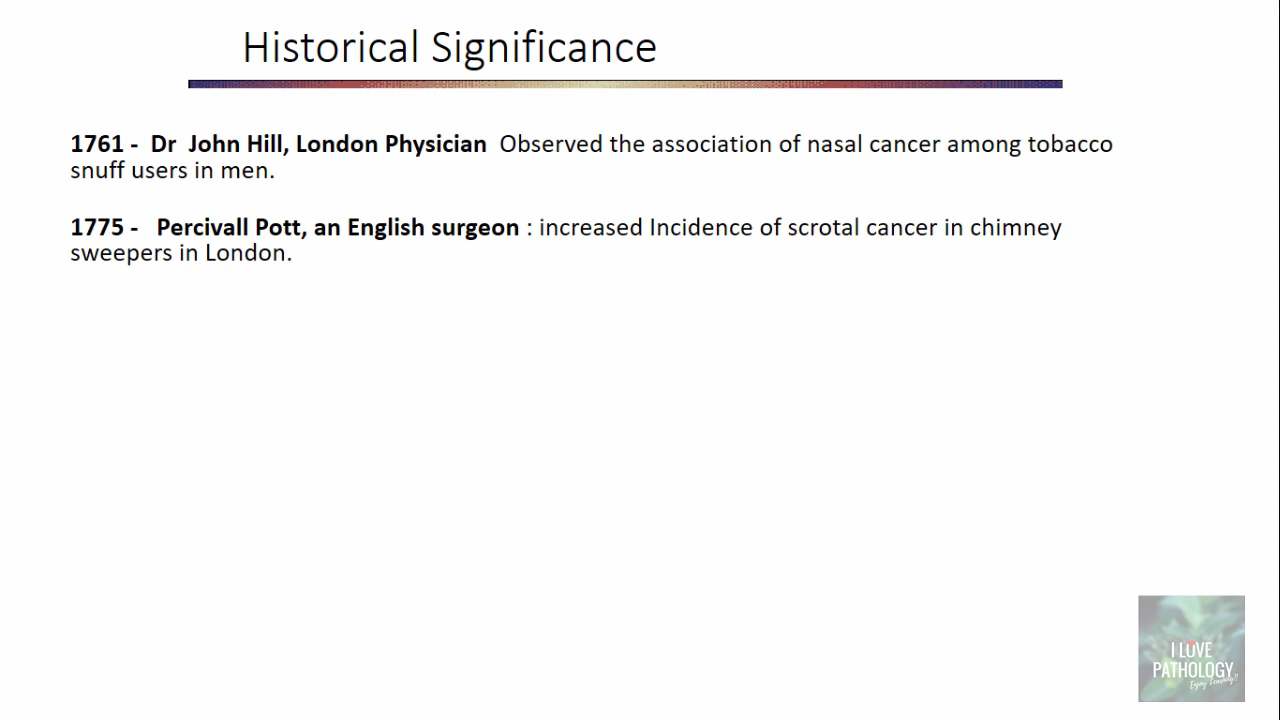 Historical Significance
1761 - Dr John Hill, London Physician Observed the association of nasal cancer among tobacco
snuff users in men.
1775 - Percivall Pott, an English surgeon : increased Incidence of scrotal cancer in chimney
sweepers in London.
I LOVE
PATHOLOGY
Enjoy Learning!!